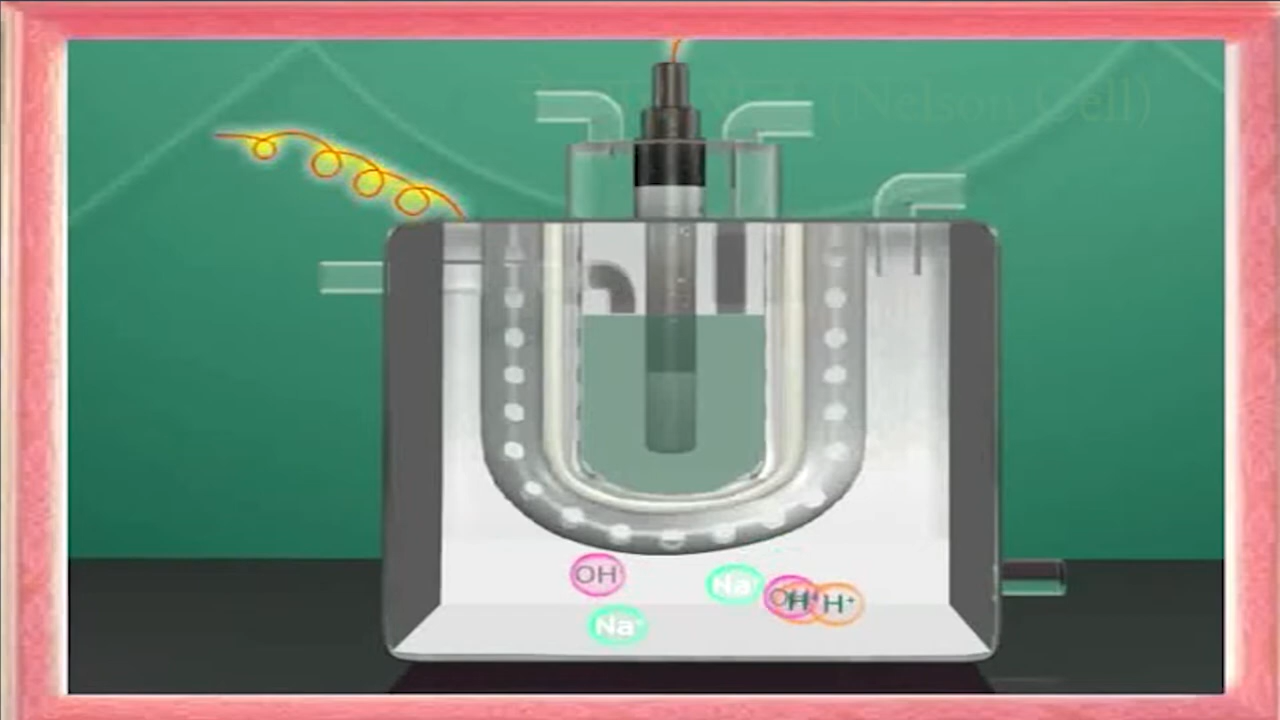 (Nelson Cell)
OH
Na⁺
OH
H⁺
H⁺
Na⁺